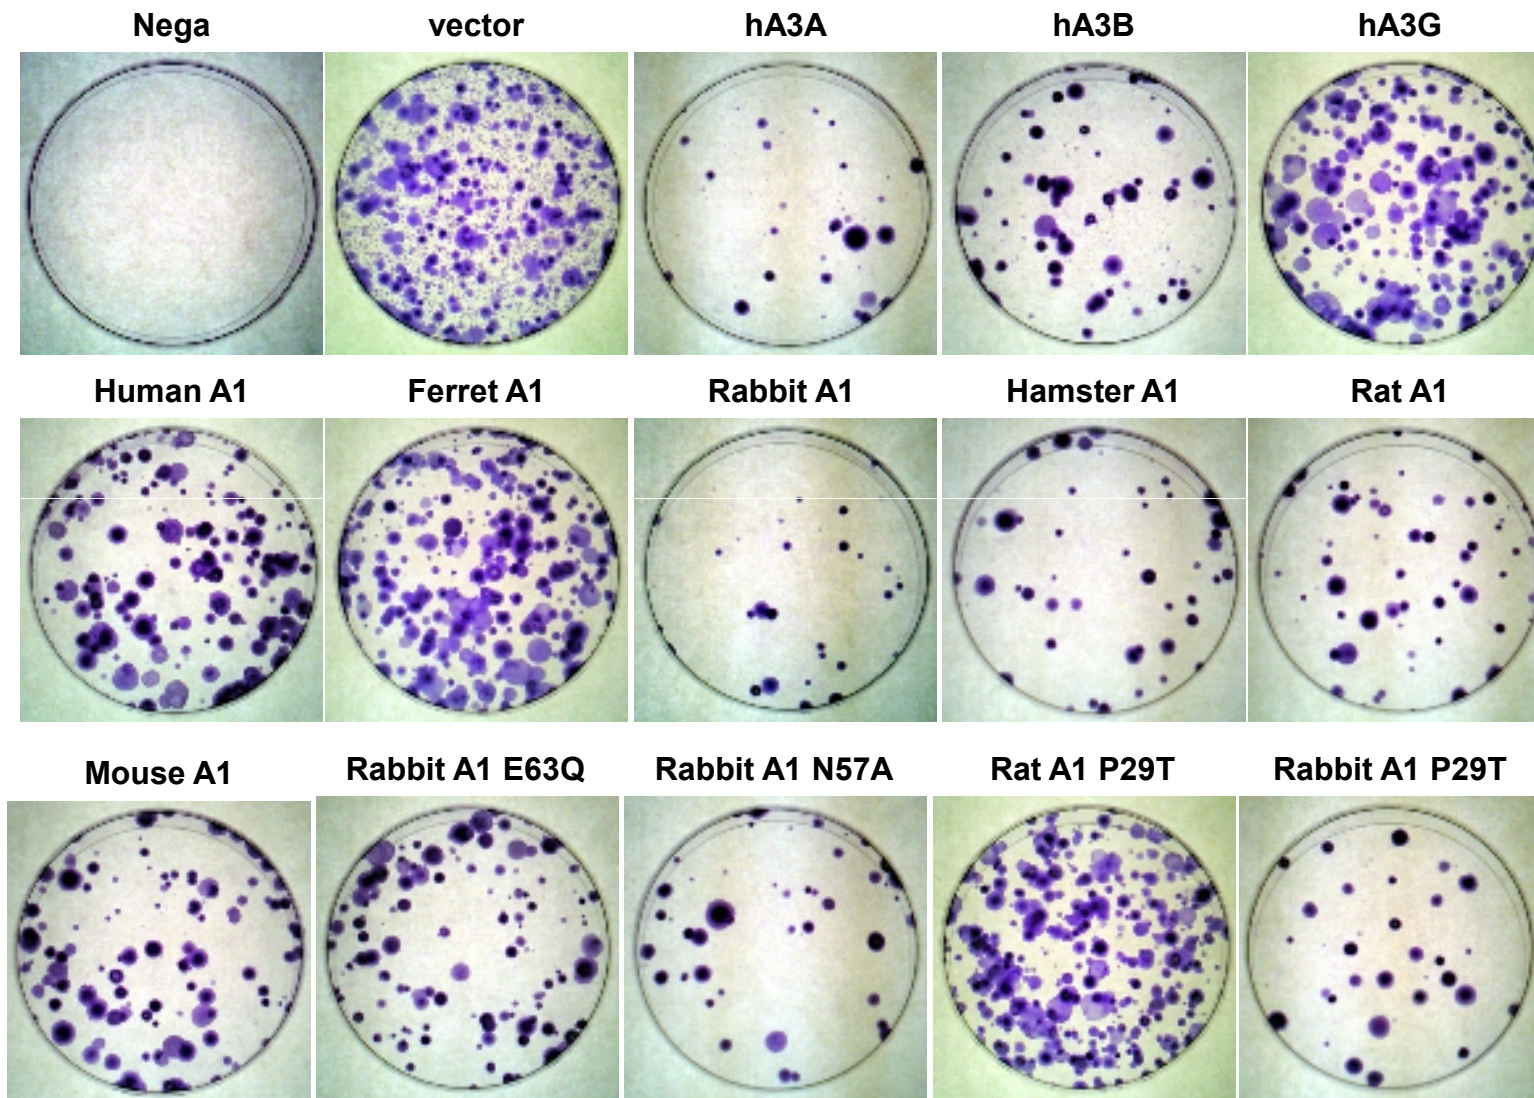 Nega vector hA3A hA3B hA3G
Human A1 Ferret A1 Rabbit A1 Hamster A1 Rat A1
Mouse A1 Rabbit A1 E63Q Rabbit A1 N57A Rat A1 P29T Rabbit A1 P29T